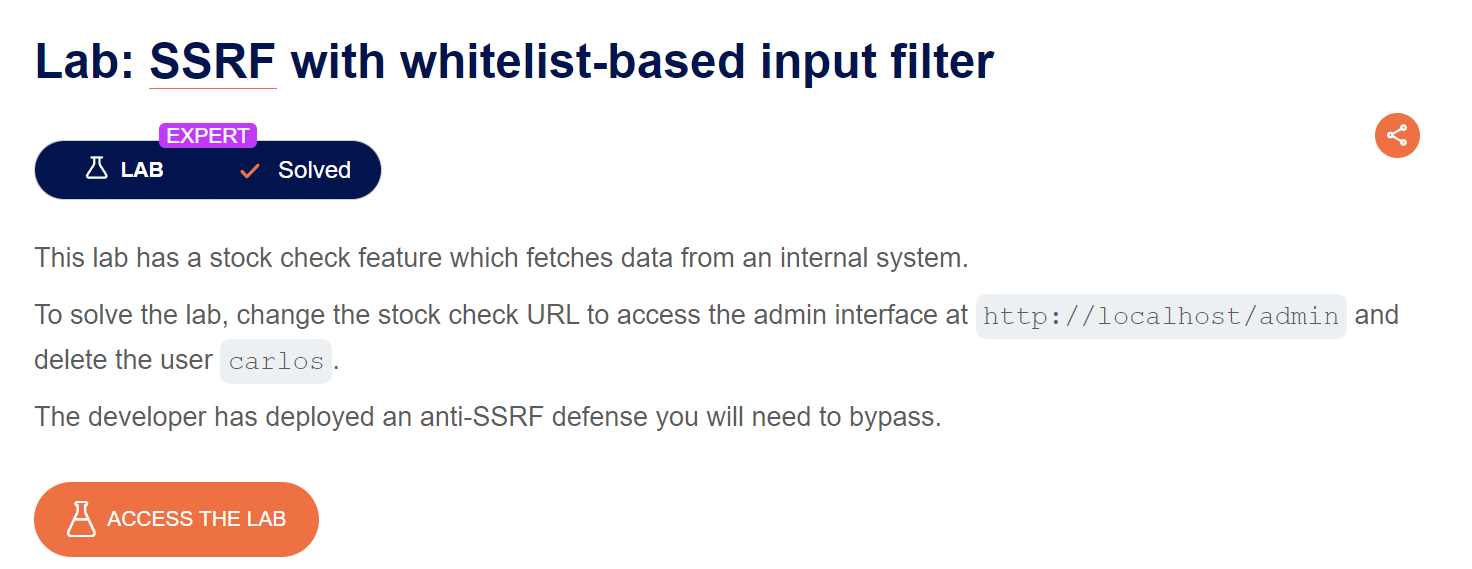 Lab: SSRF with whitelist-based input filter
EXPERT
LAB Solved
This lab has a stock check feature which fetches data from an internal system.
To solve the lab, change the stock check URL to access the admin interface at http://localhost/admin and
delete the user carlos.
The developer has deployed an anti-SSRF defense you will need to bypass.
ACCESS THE LAB